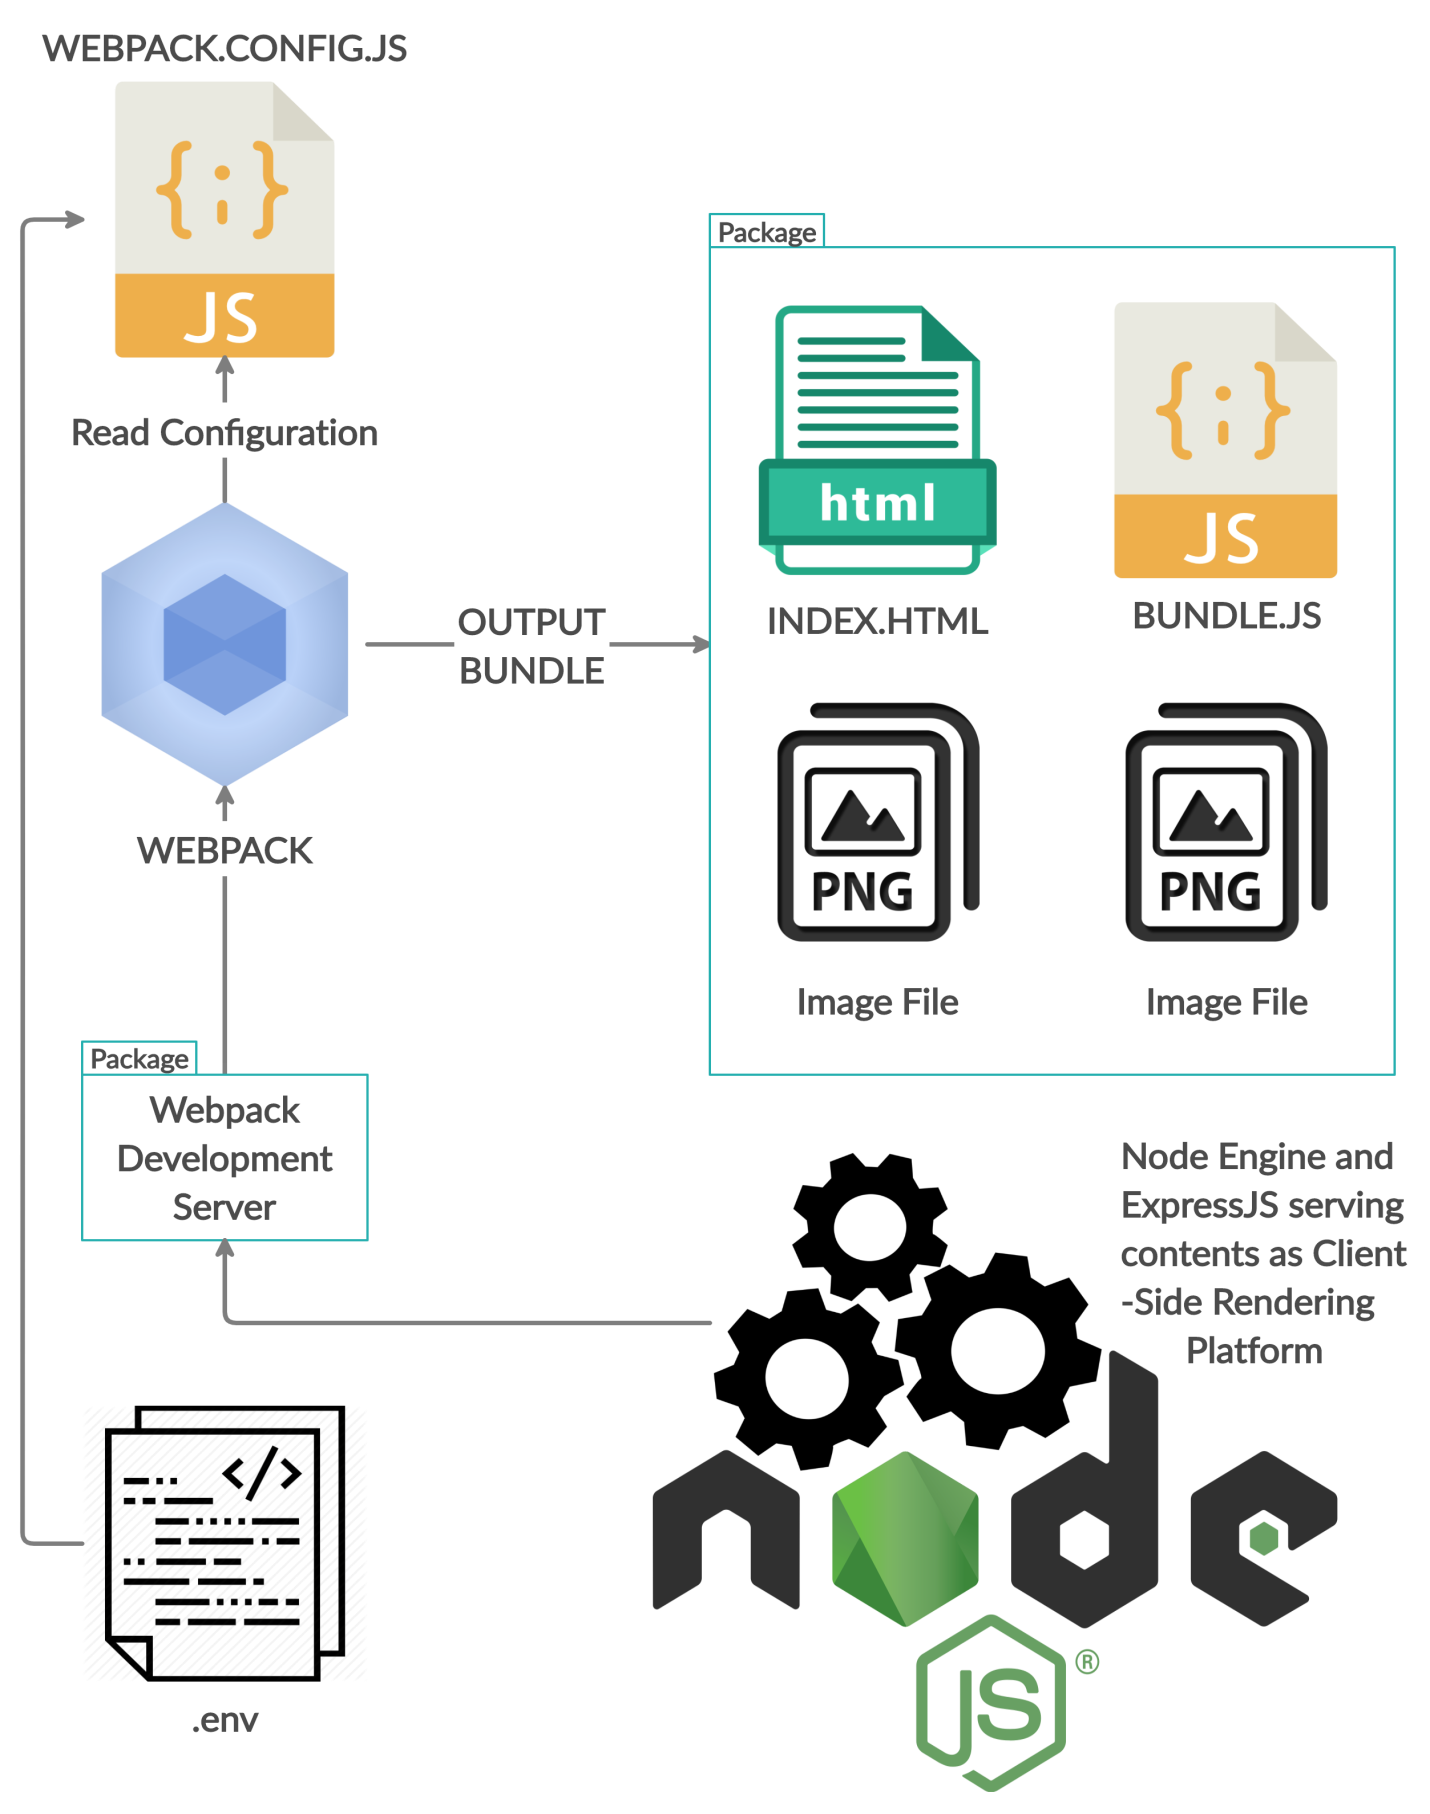 WEBPACK.CONFIG.JS
{;}
JS
Read Configuration
OUTPUT
BUNDLE
WEBPACK
Package
Webpack
Development
Server
</>
.env
Package
html
INDEX.HTML
{;}
JS
BUNDLE.JS
PNG
Image File
PNG
Image File
Node Engine and
ExpressJS serving
contents as Client
-Side Rendering
Platform
node
JS®